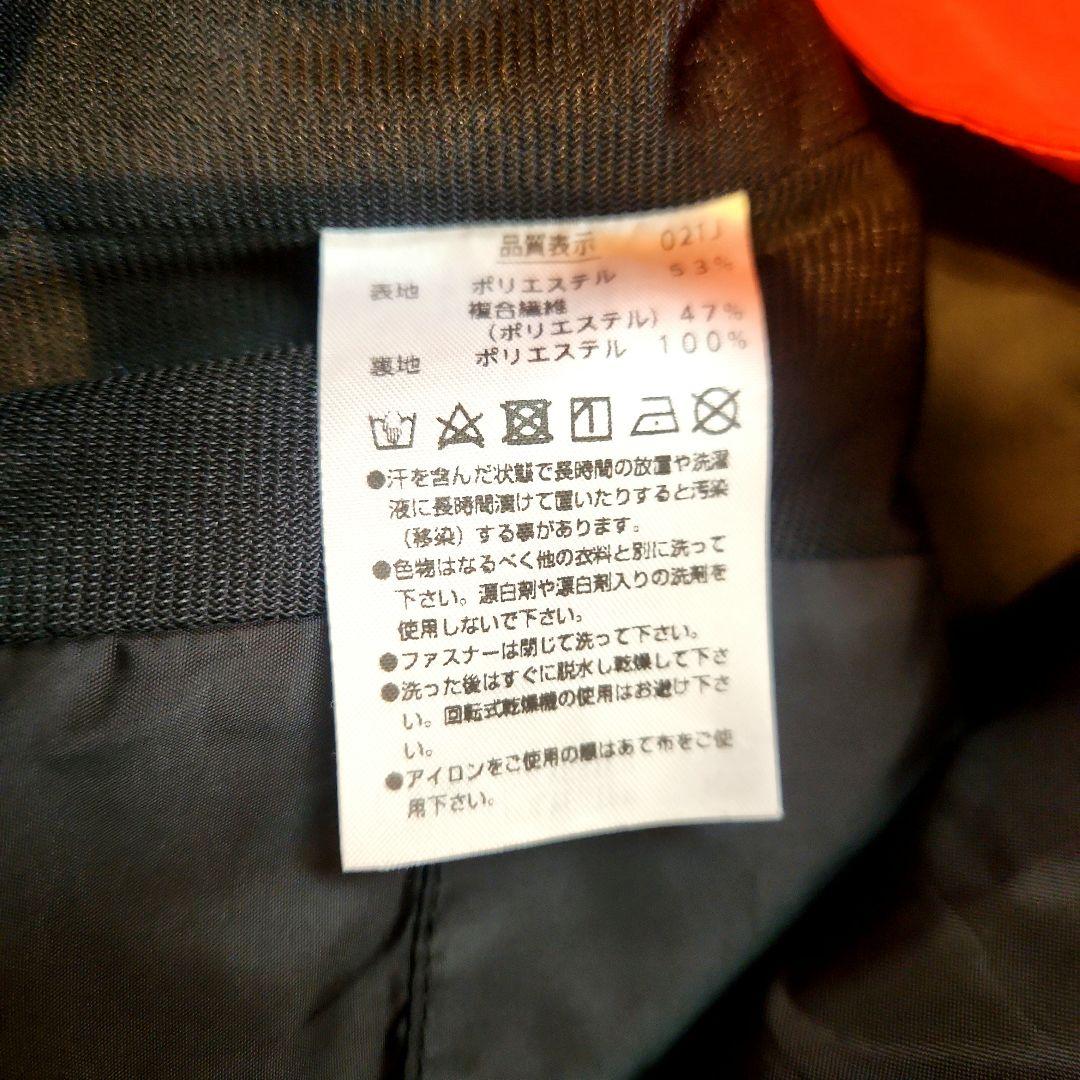 品質表示 021J
表地 ポリエステル 53%
複合繊維
(ポリエステル) 47%
裏地 ポリエステル 100%
●汗を含んだ状態で長時間の放置や洗濯
液に長時間漬けて置いたりすると汚染
(移染)する事があります。
●色物はなるべく他の衣料と別に洗って
下さい。漂白剤や漂白剤入りの洗剤を
使用しないで下さい。
●ファスナーは閉じて洗って下さい。
●洗った後はすぐに脱水し乾燥して下さ
い。回転式乾燥機の使用はお避け下さ
い。
●アイロンをご使用の際はあて布をご使
用下さい。